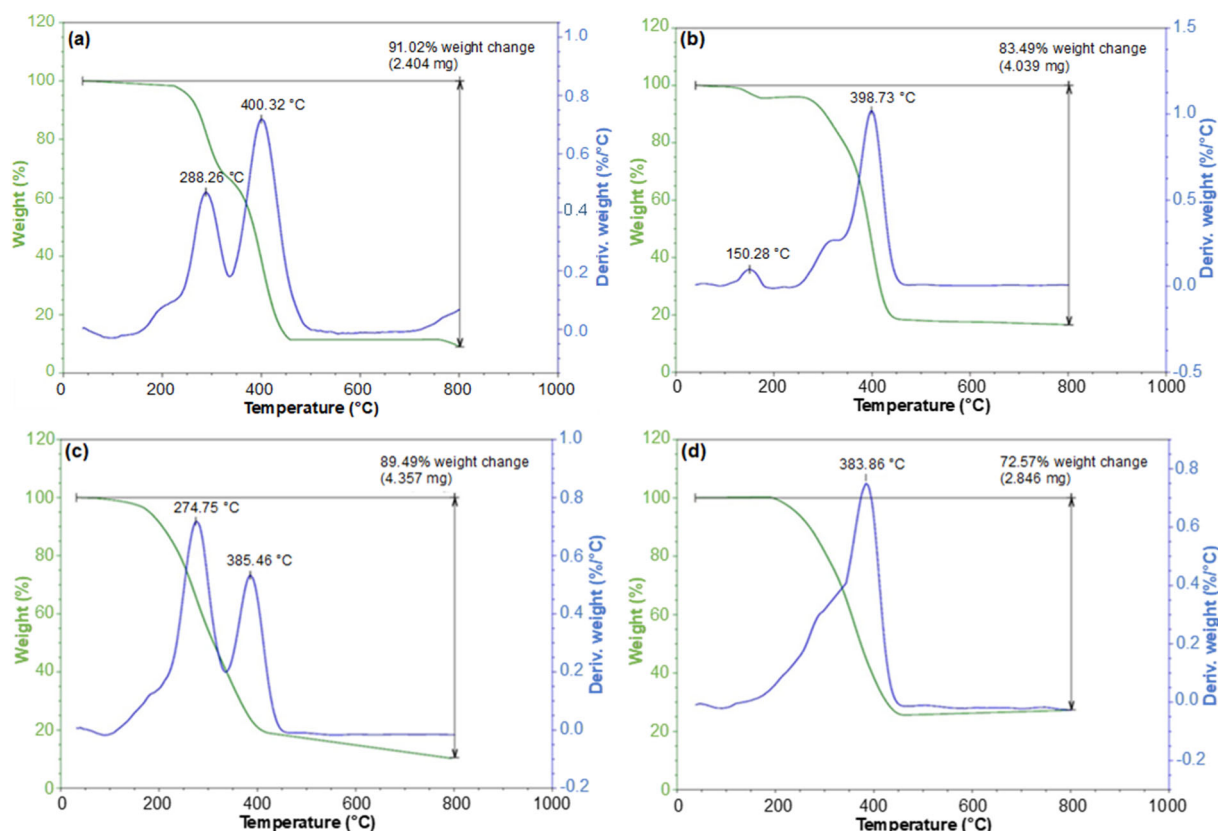 (a)
91.02% weight change
(2.404 mg)
400.32 °C
288.26 °C
Weight (%)
120
100
80
60
40
20
0
Deriv. weight (%/°C)
1.0
0.8
0.6
0.4
0.2
0.0
0 200 400 600 800 1000
Temperature (°C)
(b)
83.49% weight change
(4.039 mg)
398.73 °C
150.28 °C
Weight (%)
120
100
80
60
40
20
0
Deriv. weight (%/°C)
1.5
1.0
0.5
0.0
-0.5
0 200 400 600 800 1000
Temperature (°C)
(c)
89.49% weight change
(4.357 mg)
274.75 °C
385.46 °C
Weight (%)
120
100
80
60
40
20
0
Deriv. weight (%/°C)
1.0
0.8
0.6
0.4
0.2
0.0
-0.2
0 200 400 600 800 1000
Temperature (°C)
(d)
383.86 °C
72.57% weight change
(2.846 mg)
Weight (%)
120
100
80
60
40
20
0
Deriv. weight (%/°C)
0.8
0.6
0.4
0.2
0.0
-0.2
0 200 400 600 800 1000
Temperature (°C)